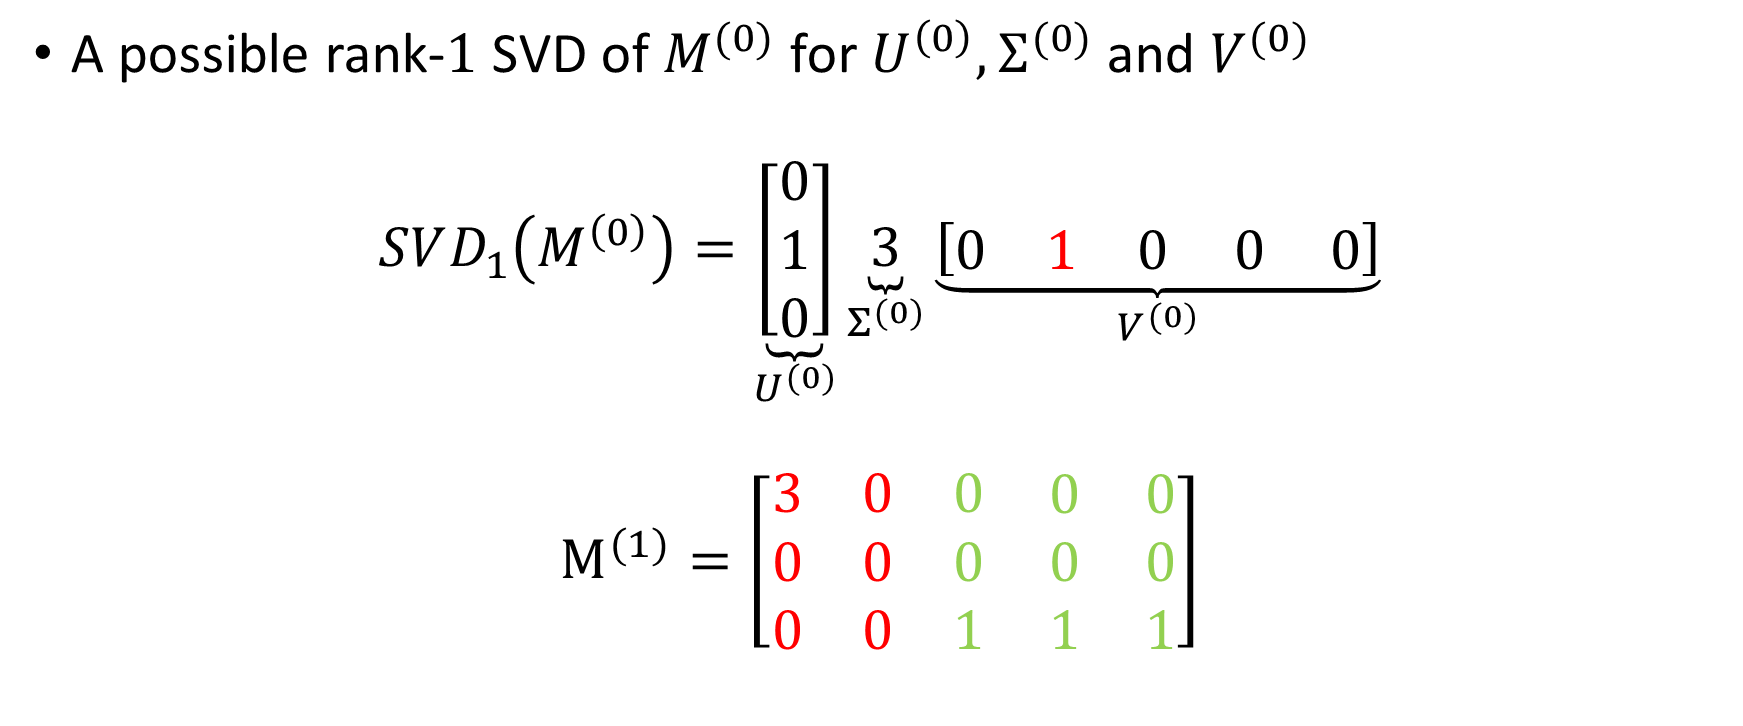 • A possible rank-1 SVD of M^(0) for U^(0), Σ^(0) and V^(0)
SVD₁(M^(0)) = [0 1 0] 3 [0 1 0 0 0]
U^(0) Σ^(0) V^(0)
M^(1) = [3 0 0 0 0
0 0 0 0 0
0 0 1 1 1]